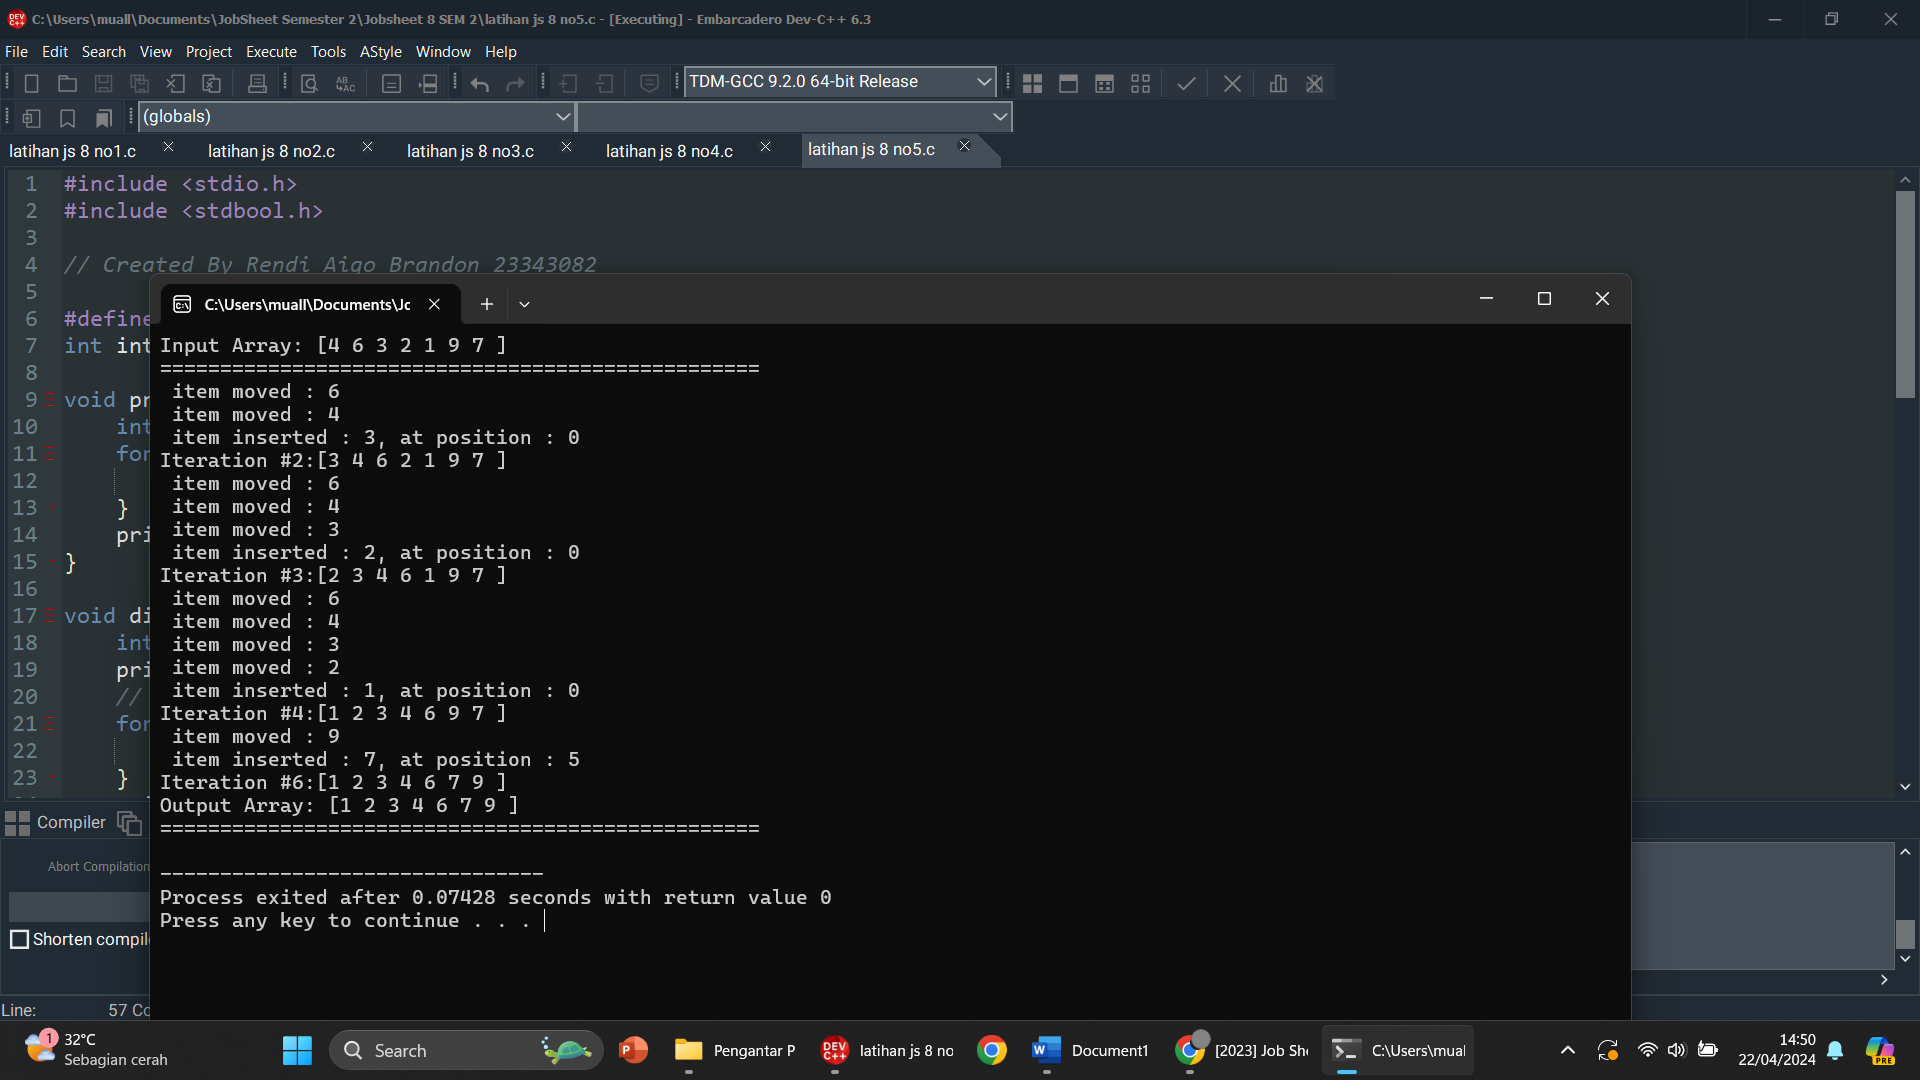 C:\Users\muall\Documents\JobSheet Semester 2\Jobsheet 8 SEM 2\latihan js 8 no5.c - [Executing] - Embarcadero Dev-C++ 6.3
File Edit Search View Project Execute Tools AStyle Window Help
TDM-GCC 9.2.0 64-bit Release
(globals)
latihan js 8 no1.c latihan js 8 no2.c latihan js 8 no3.c latihan js 8 no4.c latihan js 8 no5.c
1 #include <stdio.h>
2 #include <stdbool.h>
3
4 // Created By Rendi Aigo Brandon 23343082
5
6 #define
7 int int
8
9 void pr
10 int
11 for
12
13 }
14 pri
15 }
16
17 void di
18 int
19 pri
20 //
21 for
22
23 }
C:\Users\muall\Documents\Jc
Input Array: [4 6 3 2 1 9 7 ]
==================================================
item moved : 6
item moved : 4
item inserted : 3, at position : 0
Iteration #2:[3 4 6 2 1 9 7 ]
item moved : 6
item moved : 4
item moved : 3
item inserted : 2, at position : 0
Iteration #3:[2 3 4 6 1 9 7 ]
item moved : 6
item moved : 4
item moved : 3
item moved : 2
item inserted : 1, at position : 0
Iteration #4:[1 2 3 4 6 9 7 ]
item moved : 9
item inserted : 7, at position : 5
Iteration #6:[1 2 3 4 6 7 9 ]
Output Array: [1 2 3 4 6 7 9 ]
==================================================
--------------------------------
Process exited after 0.07428 seconds with return value 0
Press any key to continue . . .
Compiler
Abort Compilation
Shorten compile
Line: 57 Co
1 32°C
Sebagian cerah
Search
Pengantar P
DEV C++
latihan js 8 no
Document1
[2023] Job She
C:\Users\mual
14:50
22/04/2024
PRE